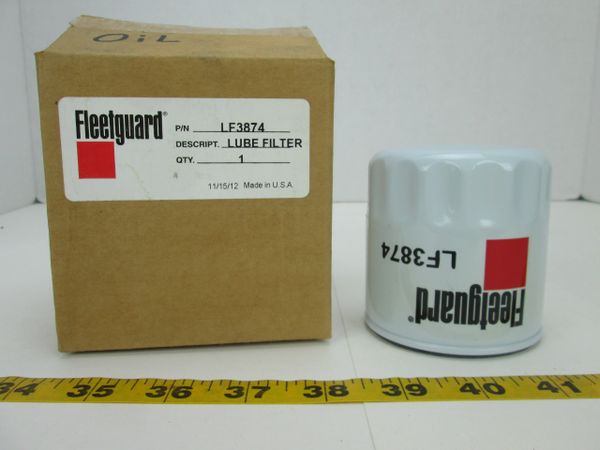 OiL
Fleetguard®
P/N LF3874
DESCRIPT. LUBE FILTER
QTY. 1
11/15/12 Made in U.S.A.
LF3874
Fleetguard®
34 35 36 37 38 39 40 41